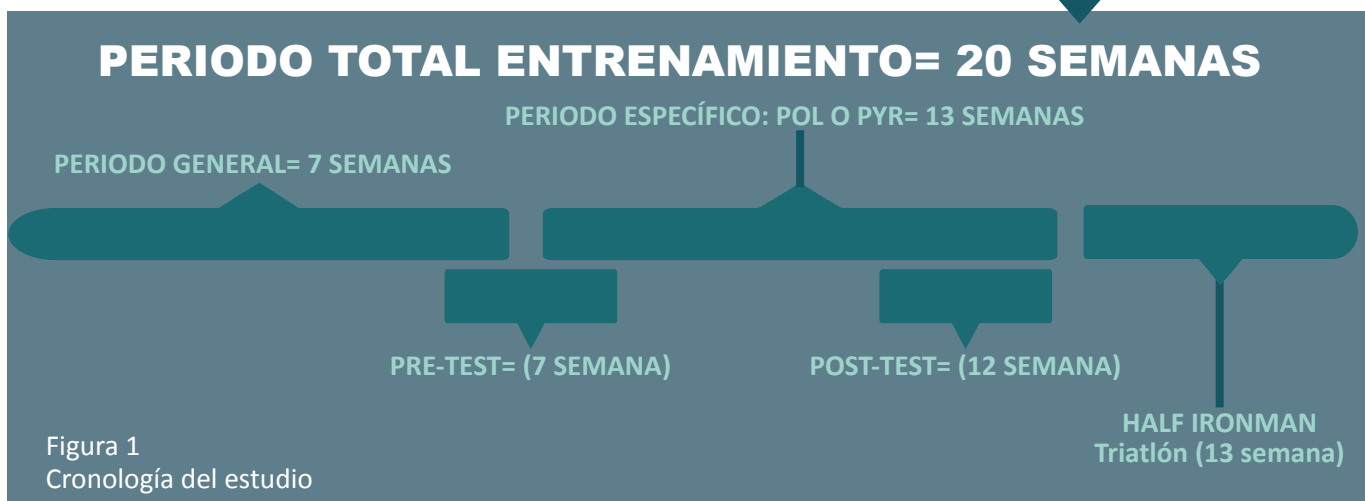 PERIODO TOTAL ENTRENAMIENTO= 20 SEMANAS
PERIODO ESPECÍFICO: POL O PYR= 13 SEMANAS
PERIODO GENERAL= 7 SEMANAS
PRE-TEST= (7 SEMANA)
POST-TEST= (12 SEMANA)
HALF IRONMAN
Triatlón (13 semana)
Figura 1
Cronología del estudio